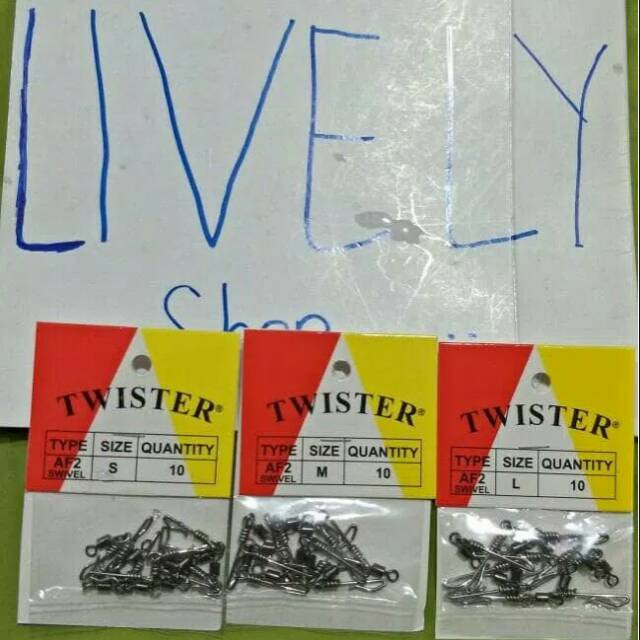 LIVELY
Shop
TWISTER®
TYPE SIZE QUANTITY
AF2 SWIVEL S 10
TWISTER®
TYPE SIZE QUANTITY
AF2 SWIVEL M 10
TWISTER®
TYPE SIZE QUANTITY
AF2 SWIVEL L 10